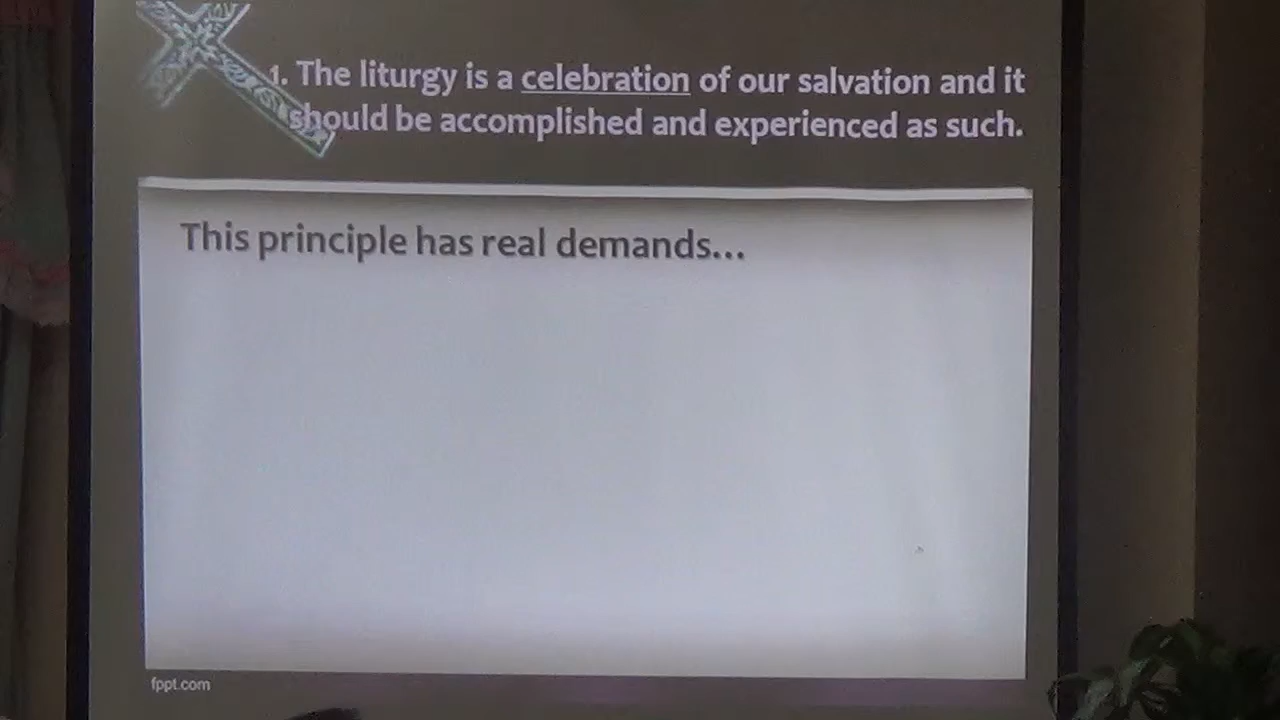 1. The liturgy is a celebration of our salvation and it
should be accomplished and experienced as such.
This principle has real demands...
fppt.com